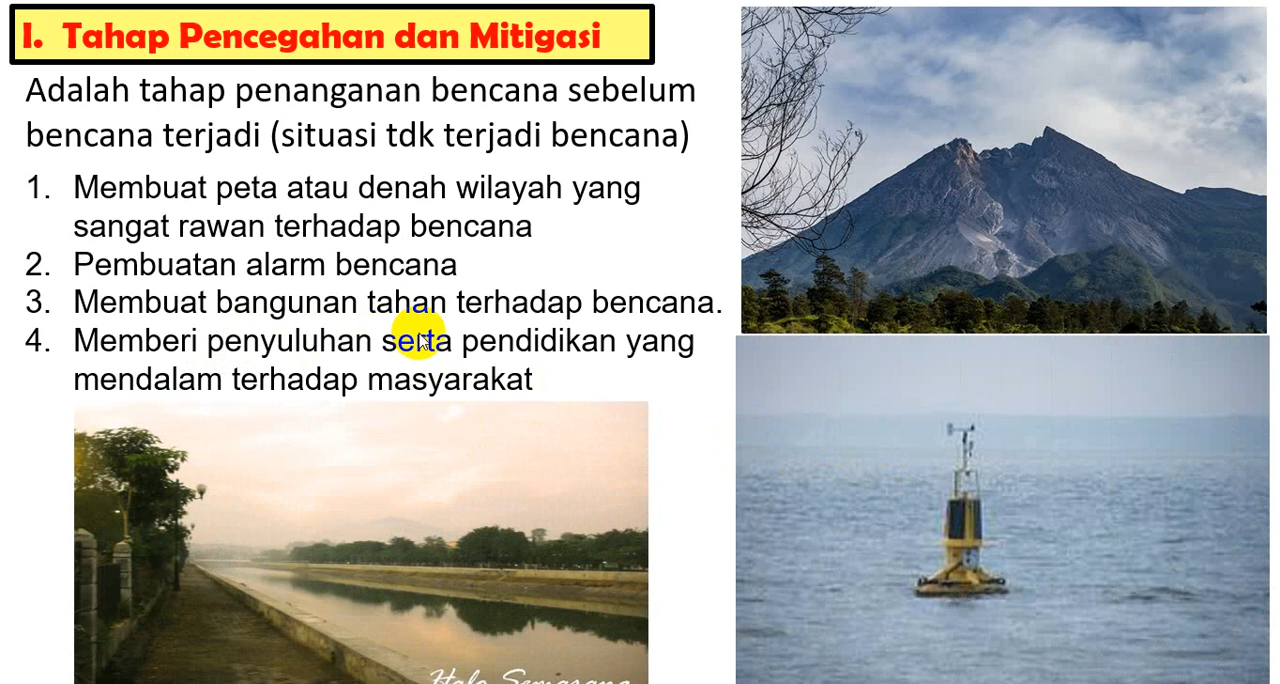 I. Tahap Pencegahan dan Mitigasi
Adalah tahap penanganan bencana sebelum
bencana terjadi (situasi tdk terjadi bencana)
1. Membuat peta atau denah wilayah yang
sangat rawan terhadap bencana
2. Pembuatan alarm bencana
3. Membuat bangunan tahan terhadap bencana.
4. Memberi penyuluhan serta pendidikan yang
mendalam terhadap masyarakat
Halo Semarang